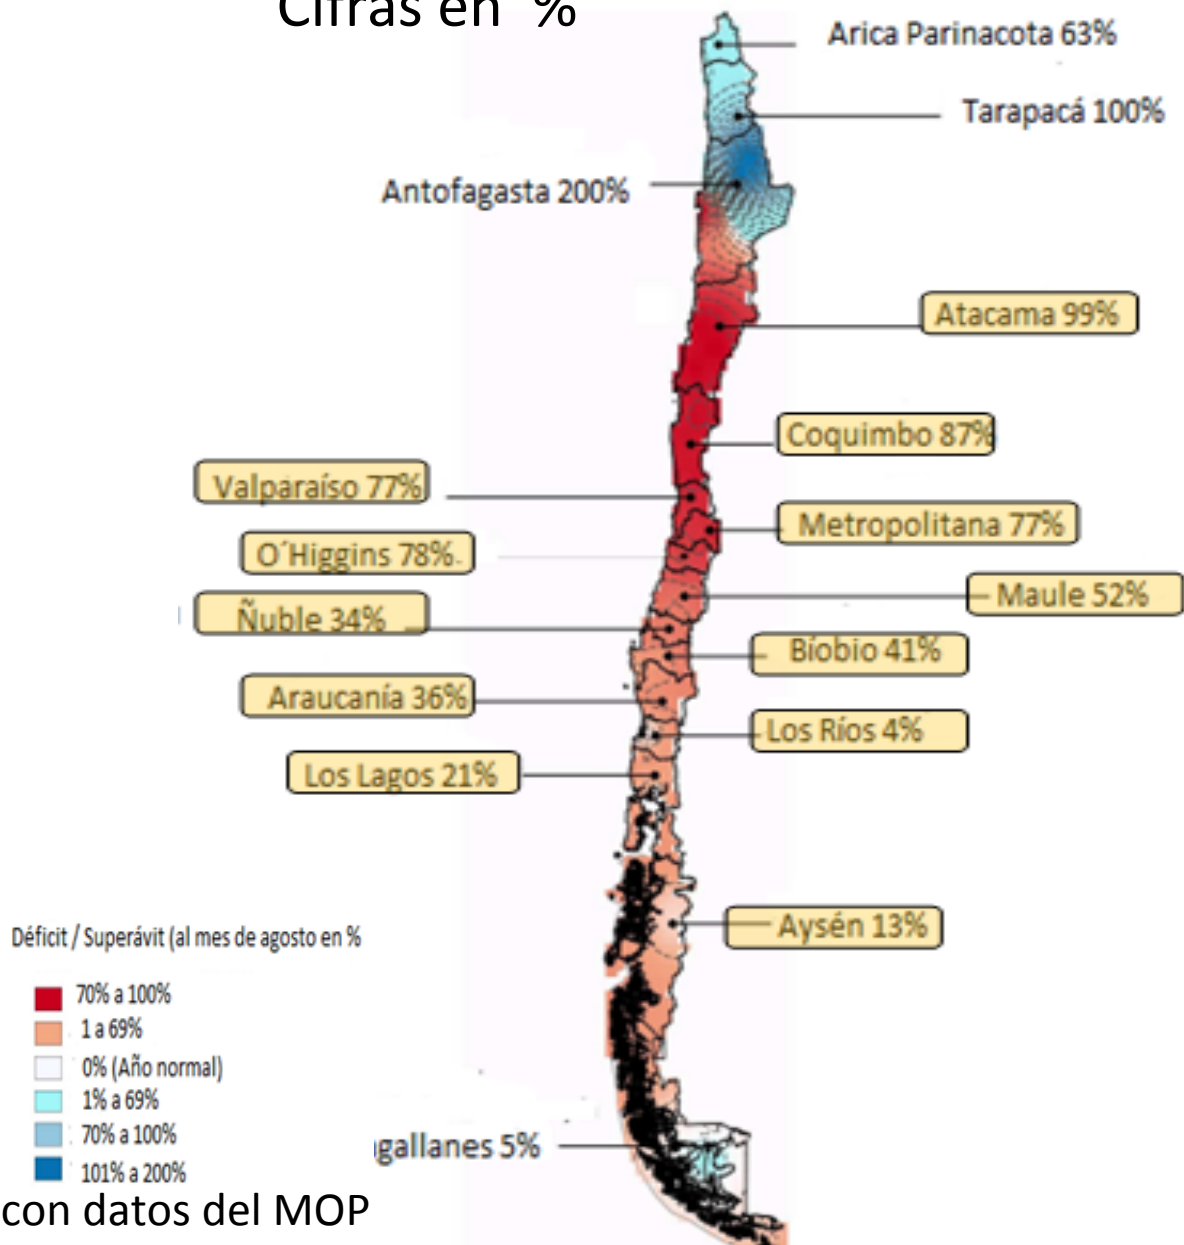 Cifras en %
Arica Parinacota 63%
Tarapacá 100%
Antofagasta 200%
Atacama 99%
Coquimbo 87%
Valparaíso 77%
Metropolitana 77%
O´Higgins 78%.
Maule 52%
Ñuble 34%
Bíobio 41%
Araucanía 36%
Los Ríos 4%
Los Lagos 21%
Aysén 13%
Déficit / Superávit (al mes de agosto en %
70% a 100%
1 a 69%
0% (Año normal)
1% a 69%
70% a 100%
101% a 200%
gallanes 5%
con datos del MOP